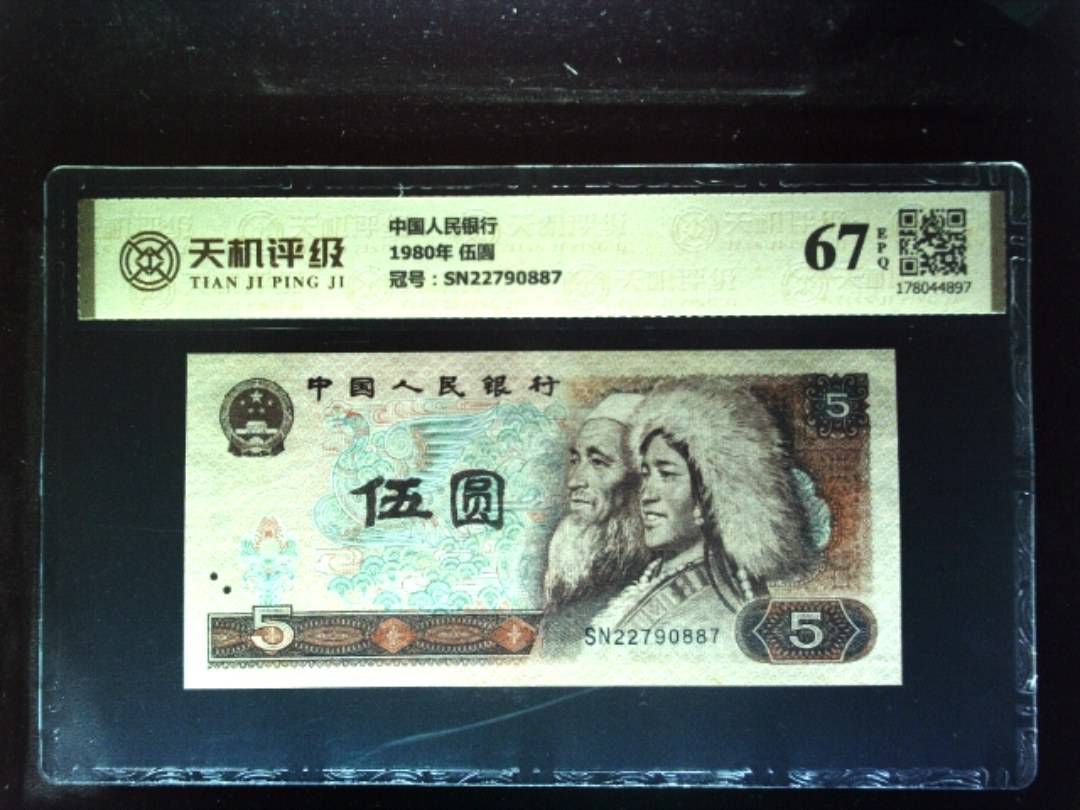 天机评级
TIAN JI PING JI
中国人民银行
1980年 伍圆
冠号：SN22790887
67
EPQ
178044897
中国人民银行
5
伍圆
5
SN22790887
5